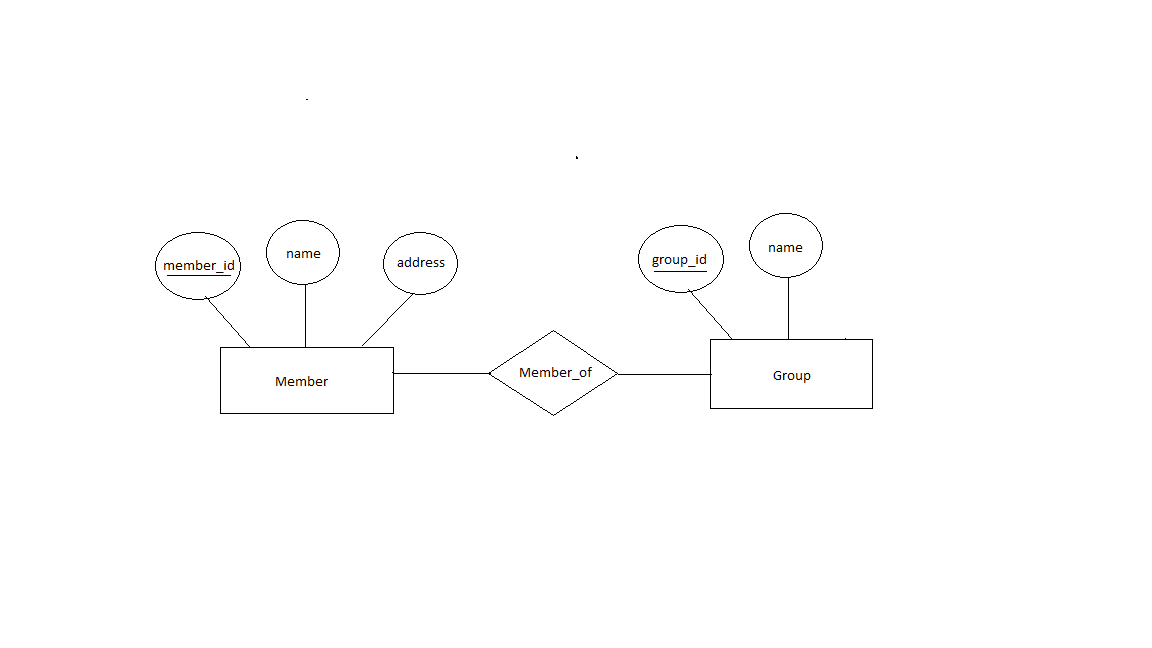 member_id
name
address
group_id
name
Member
Member_of
Group